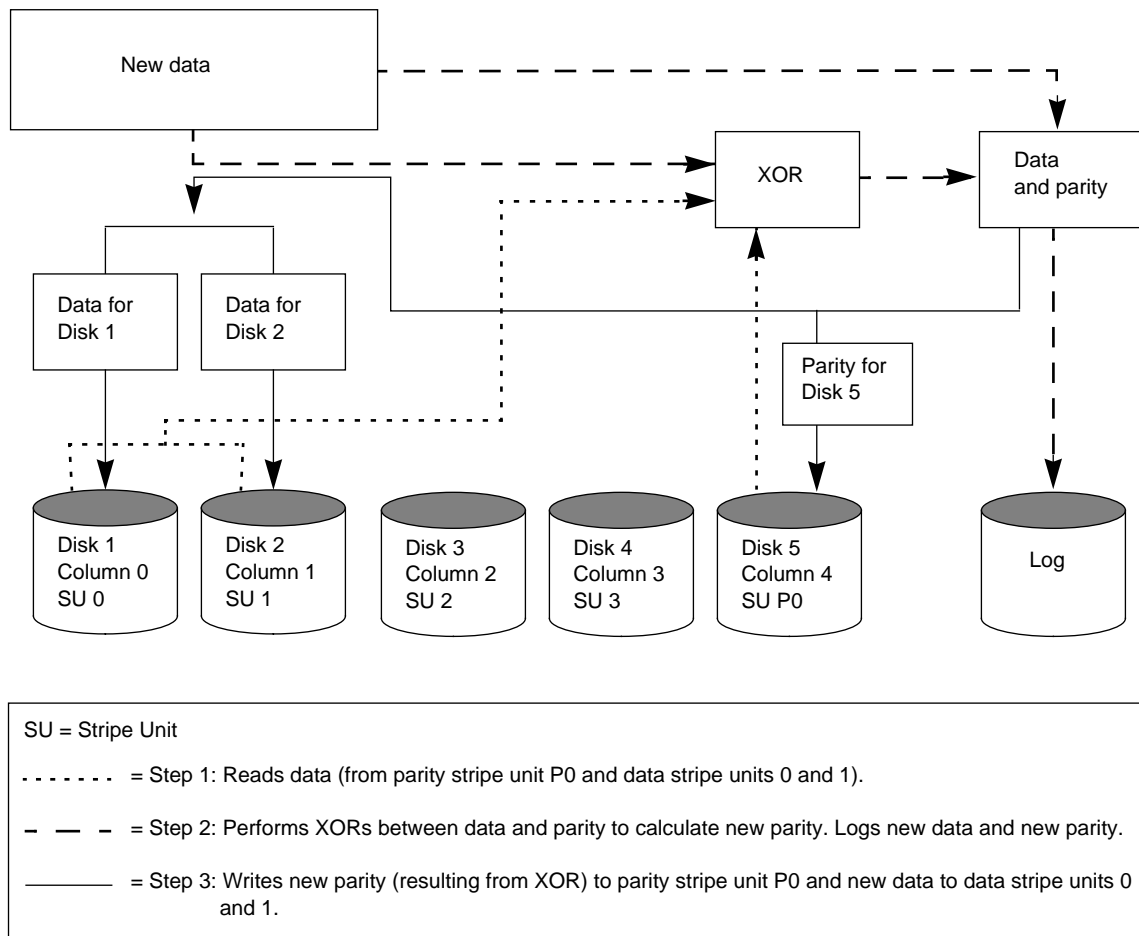 New data
XOR
Data
and parity
Data for
Disk 1
Data for
Disk 2
Parity for
Disk 5
Disk 1
Column 0
SU 0
Disk 2
Column 1
SU 1
Disk 3
Column 2
SU 2
Disk 4
Column 3
SU 3
Disk 5
Column 4
SU P0
Log
SU = Stripe Unit
= Step 1: Reads data (from parity stripe unit P0 and data stripe units 0 and 1).
= Step 2: Performs XORs between data and parity to calculate new parity. Logs new data and new parity.
= Step 3: Writes new parity (resulting from XOR) to parity stripe unit P0 and new data to data stripe units 0
and 1.